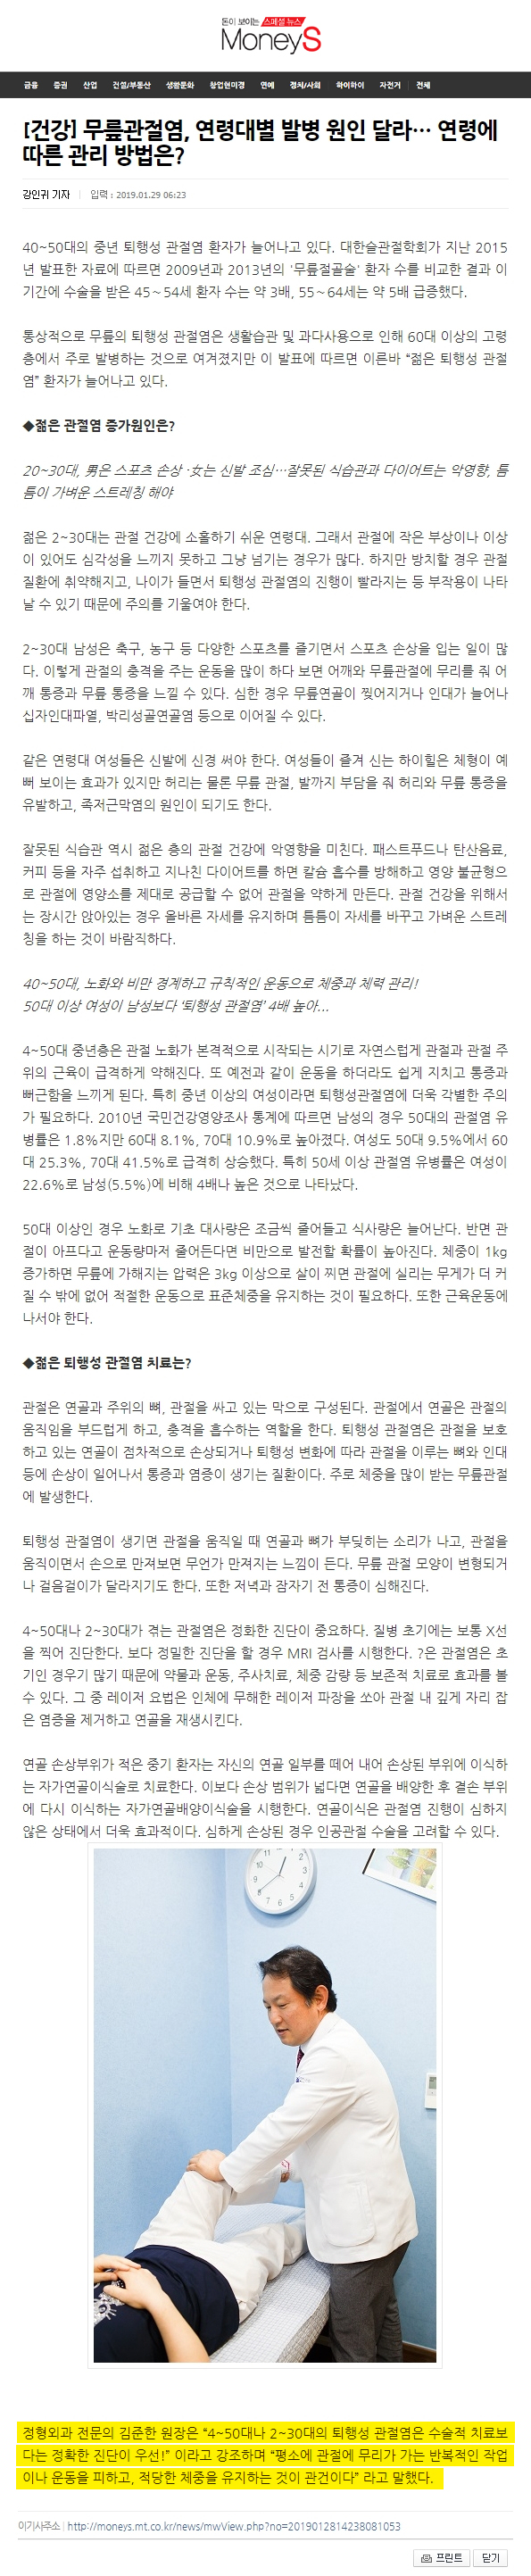 돈이 보이는 스페셜 뉴스
MoneyS
금융 증권 산업 건설/부동산 생활문화 창업현미경 연예 정치/사회 하이하이 자전거 전체
[건강] 무릎관절염, 연령대별 발병 원인 달라… 연령에
따른 관리 방법은?
강인귀 기자 | 입력 : 2019.01.29 06:23
40~50대의 중년 퇴행성 관절염 환자가 늘어나고 있다. 대한슬관절학회가 지난 2015
년 발표한 자료에 따르면 2009년과 2013년의 '무릎절골술' 환자 수를 비교한 결과 이
기간에 수술을 받은 45∼54세 환자 수는 약 3배, 55∼64세는 약 5배 급증했다.
통상적으로 무릎의 퇴행성 관절염은 생활습관 및 과다사용으로 인해 60대 이상의 고령
층에서 주로 발병하는 것으로 여겨졌지만 이 발표에 따르면 이른바 “젊은 퇴행성 관절
염” 환자가 늘어나고 있다.
◆젊은 관절염 증가원인은?
20~30대, 男은 스포츠 손상 ·女는 신발 조심…잘못된 식습관과 다이어트는 악영향, 틈
틈이 가벼운 스트레칭 해야
젊은 2~30대는 관절 건강에 소홀하기 쉬운 연령대. 그래서 관절에 작은 부상이나 이상
이 있어도 심각성을 느끼지 못하고 그냥 넘기는 경우가 많다. 하지만 방치할 경우 관절
질환에 취약해지고, 나이가 들면서 퇴행성 관절염의 진행이 빨라지는 등 부작용이 나타
날 수 있기 때문에 주의를 기울여야 한다.
2~30대 남성은 축구, 농구 등 다양한 스포츠를 즐기면서 스포츠 손상을 입는 일이 많
다. 이렇게 관절의 충격을 주는 운동을 많이 하다 보면 어깨와 무릎관절에 무리를 줘 어
깨 통증과 무릎 통증을 느낄 수 있다. 심한 경우 무릎연골이 찢어지거나 인대가 늘어나
십자인대파열, 박리성골연골염 등으로 이어질 수 있다.
같은 연령대 여성들은 신발에 신경 써야 한다. 여성들이 즐겨 신는 하이힐은 체형이 예
뻐 보이는 효과가 있지만 허리는 물론 무릎 관절, 발까지 부담을 줘 허리와 무릎 통증을
유발하고, 족저근막염의 원인이 되기도 한다.
잘못된 식습관 역시 젊은 층의 관절 건강에 악영향을 미친다. 패스트푸드나 탄산음료,
커피 등을 자주 섭취하고 지나친 다이어트를 하면 칼슘 흡수를 방해하고 영양 불균형으
로 관절에 영양소를 제대로 공급할 수 없어 관절을 약하게 만든다. 관절 건강을 위해서
는 장시간 앉아있는 경우 올바른 자세를 유지하며 틈틈이 자세를 바꾸고 가벼운 스트레
칭을 하는 것이 바람직하다.
40~50대, 노화와 비만 경계하고 규칙적인 운동으로 체중과 체력 관리!
50대 이상 여성이 남성보다 '퇴행성 관절염' 4배 높아...
4~50대 중년층은 관절 노화가 본격적으로 시작되는 시기로 자연스럽게 관절과 관절 주
위의 근육이 급격하게 약해진다. 또 예전과 같이 운동을 하더라도 쉽게 지치고 통증과
뻐근함을 느끼게 된다. 특히 중년 이상의 여성이라면 퇴행성관절염에 더욱 각별한 주의
가 필요하다. 2010년 국민건강영양조사 통계에 따르면 남성의 경우 50대의 관절염 유
병률은 1.8%지만 60대 8.1%, 70대 10.9%로 높아졌다. 여성도 50대 9.5%에서 60
대 25.3%, 70대 41.5%로 급격히 상승했다. 특히 50세 이상 관절염 유병률은 여성이
22.6%로 남성(5.5%)에 비해 4배나 높은 것으로 나타났다.
50대 이상인 경우 노화로 기초 대사량은 조금씩 줄어들고 식사량은 늘어난다. 반면 관
절이 아프다고 운동량마저 줄어든다면 비만으로 발전할 확률이 높아진다. 체중이 1kg
증가하면 무릎에 가해지는 압력은 3kg 이상으로 살이 찌면 관절에 실리는 무게가 더 커
질 수 밖에 없어 적절한 운동으로 표준체중을 유지하는 것이 필요하다. 또한 근육운동에
나서야 한다.
◆젊은 퇴행성 관절염 치료는?
관절은 연골과 주위의 뼈, 관절을 싸고 있는 막으로 구성된다. 관절에서 연골은 관절의
움직임을 부드럽게 하고, 충격을 흡수하는 역할을 한다. 퇴행성 관절염은 관절을 보호
하고 있는 연골이 점차적으로 손상되거나 퇴행성 변화에 따라 관절을 이루는 뼈와 인대
등에 손상이 일어나서 통증과 염증이 생기는 질환이다. 주로 체중을 많이 받는 무릎관절
에 발생한다.
퇴행성 관절염이 생기면 관절을 움직일 때 연골과 뼈가 부딪히는 소리가 나고, 관절을
움직이면서 손으로 만져보면 무언가 만져지는 느낌이 든다. 무릎 관절 모양이 변형되거
나 걸음걸이가 달라지기도 한다. 또한 저녁과 잠자기 전 통증이 심해진다.
4~50대나 2~30대가 겪는 관절염은 정확한 진단이 중요하다. 질병 초기에는 보통 X선
을 찍어 진단한다. 보다 정밀한 진단을 할 경우 MRI 검사를 시행한다. ?은 관절염은 초
기인 경우기 많기 때문에 약물과 운동, 주사치료, 체중 감량 등 보존적 치료로 효과를 볼
수 있다. 그 중 레이저 요법은 인체에 무해한 레이저 파장을 쏘아 관절 내 깊게 자리 잡
은 염증을 제거하고 연골을 재생시킨다.
연골 손상부위가 적은 중기 환자는 자신의 연골 일부를 떼어 내어 손상된 부위에 이식하
는 자가연골이식술로 치료한다. 이보다 손상 범위가 넓다면 연골을 배양한 후 결손 부위
에 다시 이식하는 자가연골배양이식술을 시행한다. 연골이식은 관절염 진행이 심하지
않은 상태에서 더욱 효과적이다. 심하게 손상된 경우 인공관절 수술을 고려할 수 있다.
정형외과 전문의 김준한 원장은 “4~50대나 2~30대의 퇴행성 관절염은 수술적 치료보
다는 정확한 진단이 우선!” 이라고 강조하며 “평소에 관절에 무리가 가는 반복적인 작업
이나 운동을 피하고, 적당한 체중을 유지하는 것이 관건이다” 라고 말했다.
이기사주소 | http://moneys.mt.co.kr/news/mwView.php?no=2019012814238081053
프린트 닫기